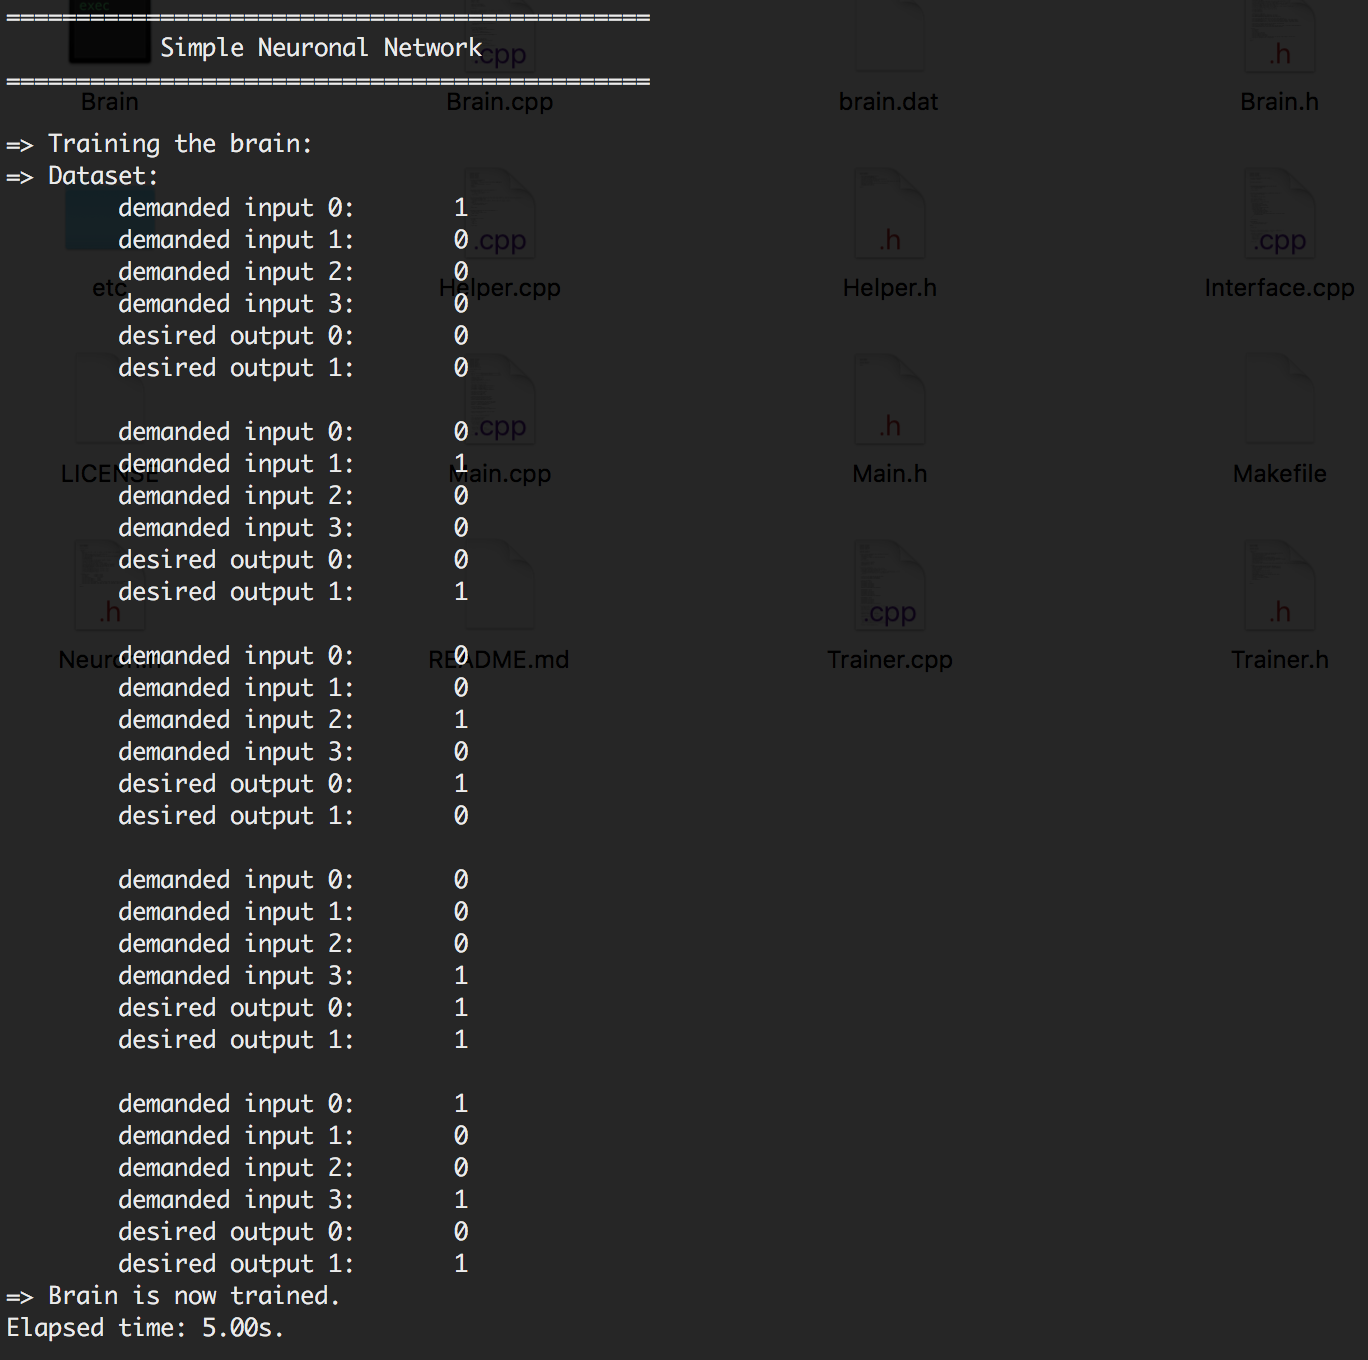 =============================================
Simple Neuronal Network
=============================================
=> Training the brain:
=> Dataset:
demanded input 0: 1
demanded input 1: 0
demanded input 2: 0
demanded input 3: 0
desired output 0: 0
desired output 1: 0
demanded input 0: 0
demanded input 1: 1
demanded input 2: 0
demanded input 3: 0
desired output 0: 0
desired output 1: 1
demanded input 0: 0
demanded input 1: 0
demanded input 2: 1
demanded input 3: 0
desired output 0: 1
desired output 1: 0
demanded input 0: 0
demanded input 1: 0
demanded input 2: 0
demanded input 3: 1
desired output 0: 1
desired output 1: 1
demanded input 0: 1
demanded input 1: 0
demanded input 2: 0
demanded input 3: 1
desired output 0: 0
desired output 1: 1
=> Brain is now trained.
Elapsed time: 5.00s.
exec
.cpp
.h
Brain
Brain.cpp
brain.dat
Brain.h
.cpp
.h
.cpp
etc
Helper.cpp
Helper.h
Interface.cpp
.cpp
.h
LICENSE
Main.cpp
Main.h
Makefile
.h
.cpp
.h
Neuron.h
README.md
Trainer.cpp
Trainer.h